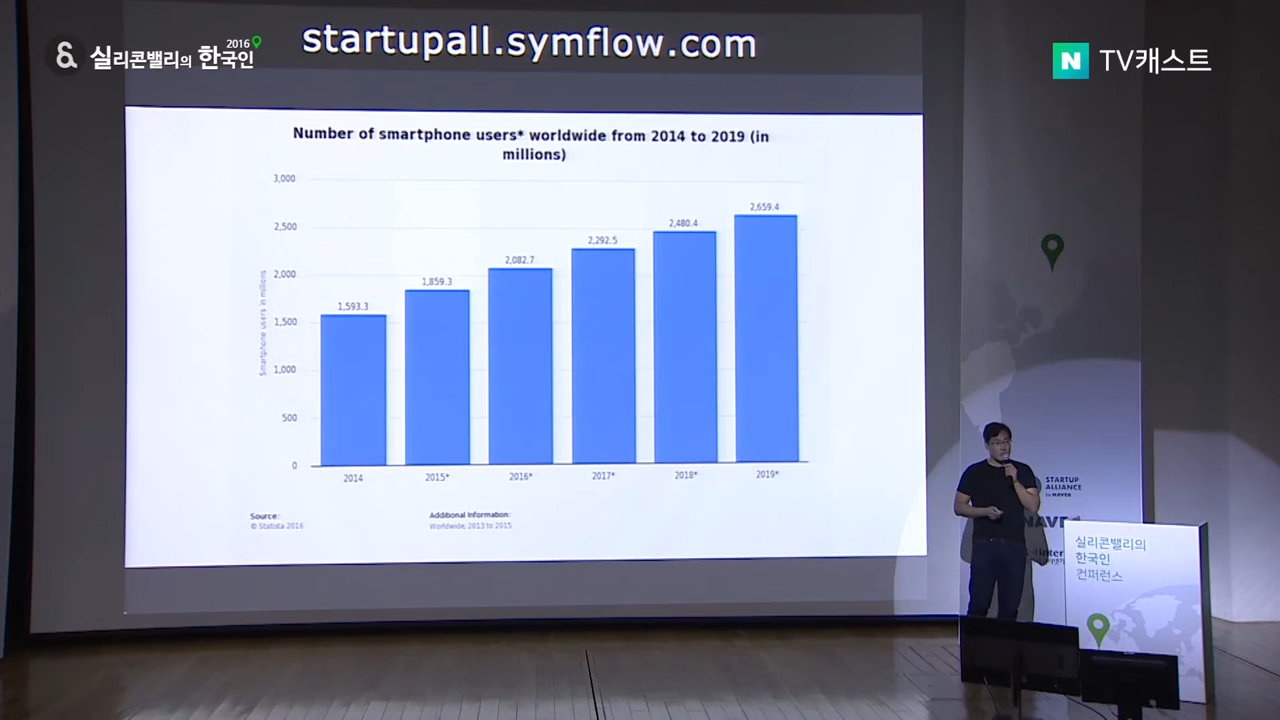 startupall.symflow.com
& 실리콘밸리의 한국인
2016
N TV캐스트
Number of smartphone users* worldwide from 2014 to 2019 (in
millions)
Smartphone users in millions
3,000
2,500
2,000
1,500
1,000
500
0
1,593.3
1,859.3
2,082.7
2,292.5
2,480.4
2,659.4
2014
2015*
2016*
2017*
2018*
2019*
Source:
© Statista 2016
Additional Information:
Worldwide; 2013 to 2015
STARTUP
ALLIANCE
by NAVER
실리콘밸리의
한국인
컨퍼런스